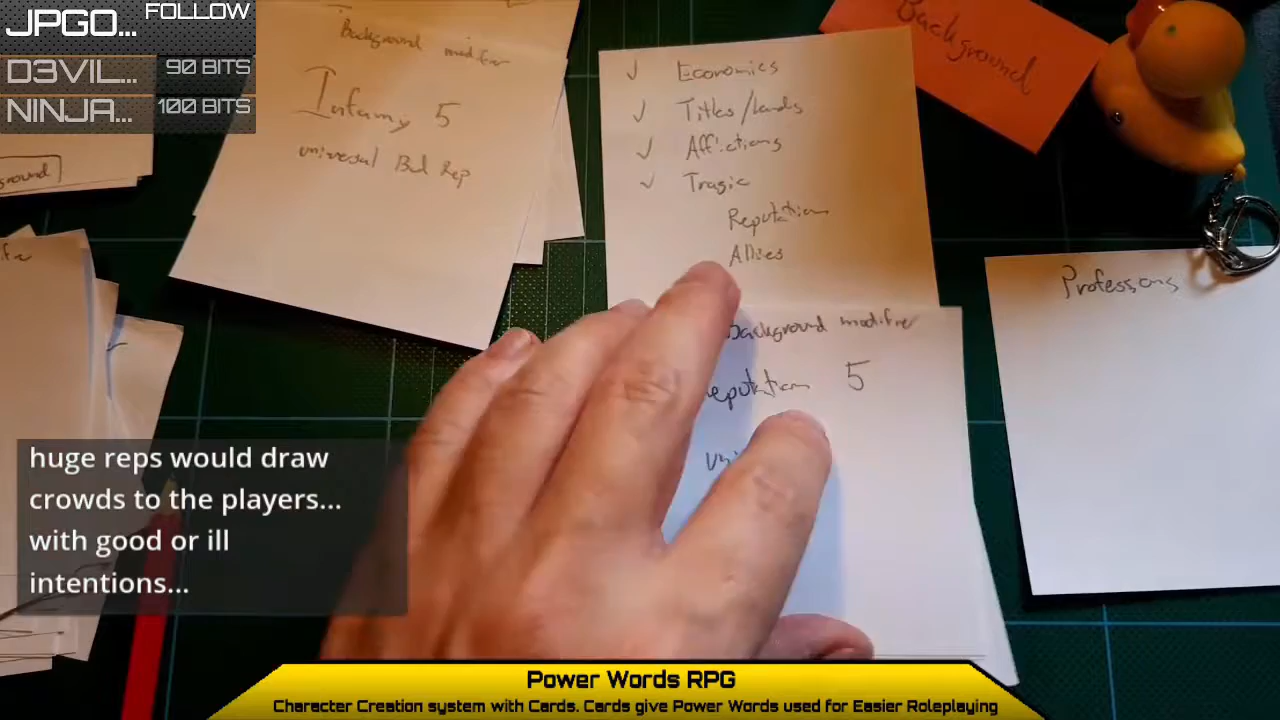 JPGO... FOLLOW
D3VIL... 90 BITS
NINJA... 100 BITS
Background modifier
Infamy 5
universal Bad Rep
Economics
Titles/lands
Afflictions
Tragic
Reputation
Allies
Background
Professions
background modifier
reputation 5
huge reps would draw
crowds to the players...
with good or ill
intentions...
Power Words RPG
Character Creation system with Cards. Cards give Power Words used for Easier Roleplaying